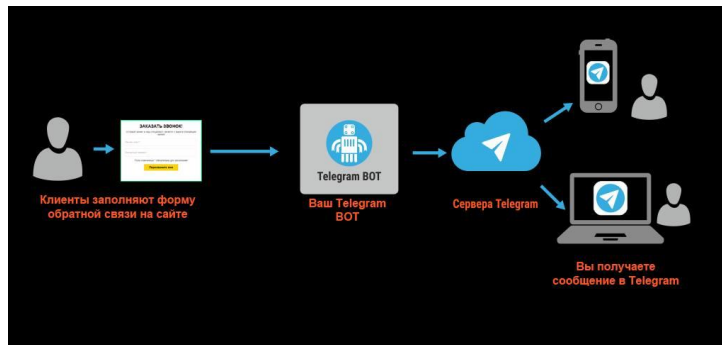 ЗАКАЗАТЬ ЗВОНОК!
Клиенты заполняют форму
обратной связи на сайте
Telegram BOT
Ваш Telegram
BOT
Сервера Telegram
Вы получаете
сообщение в Telegram